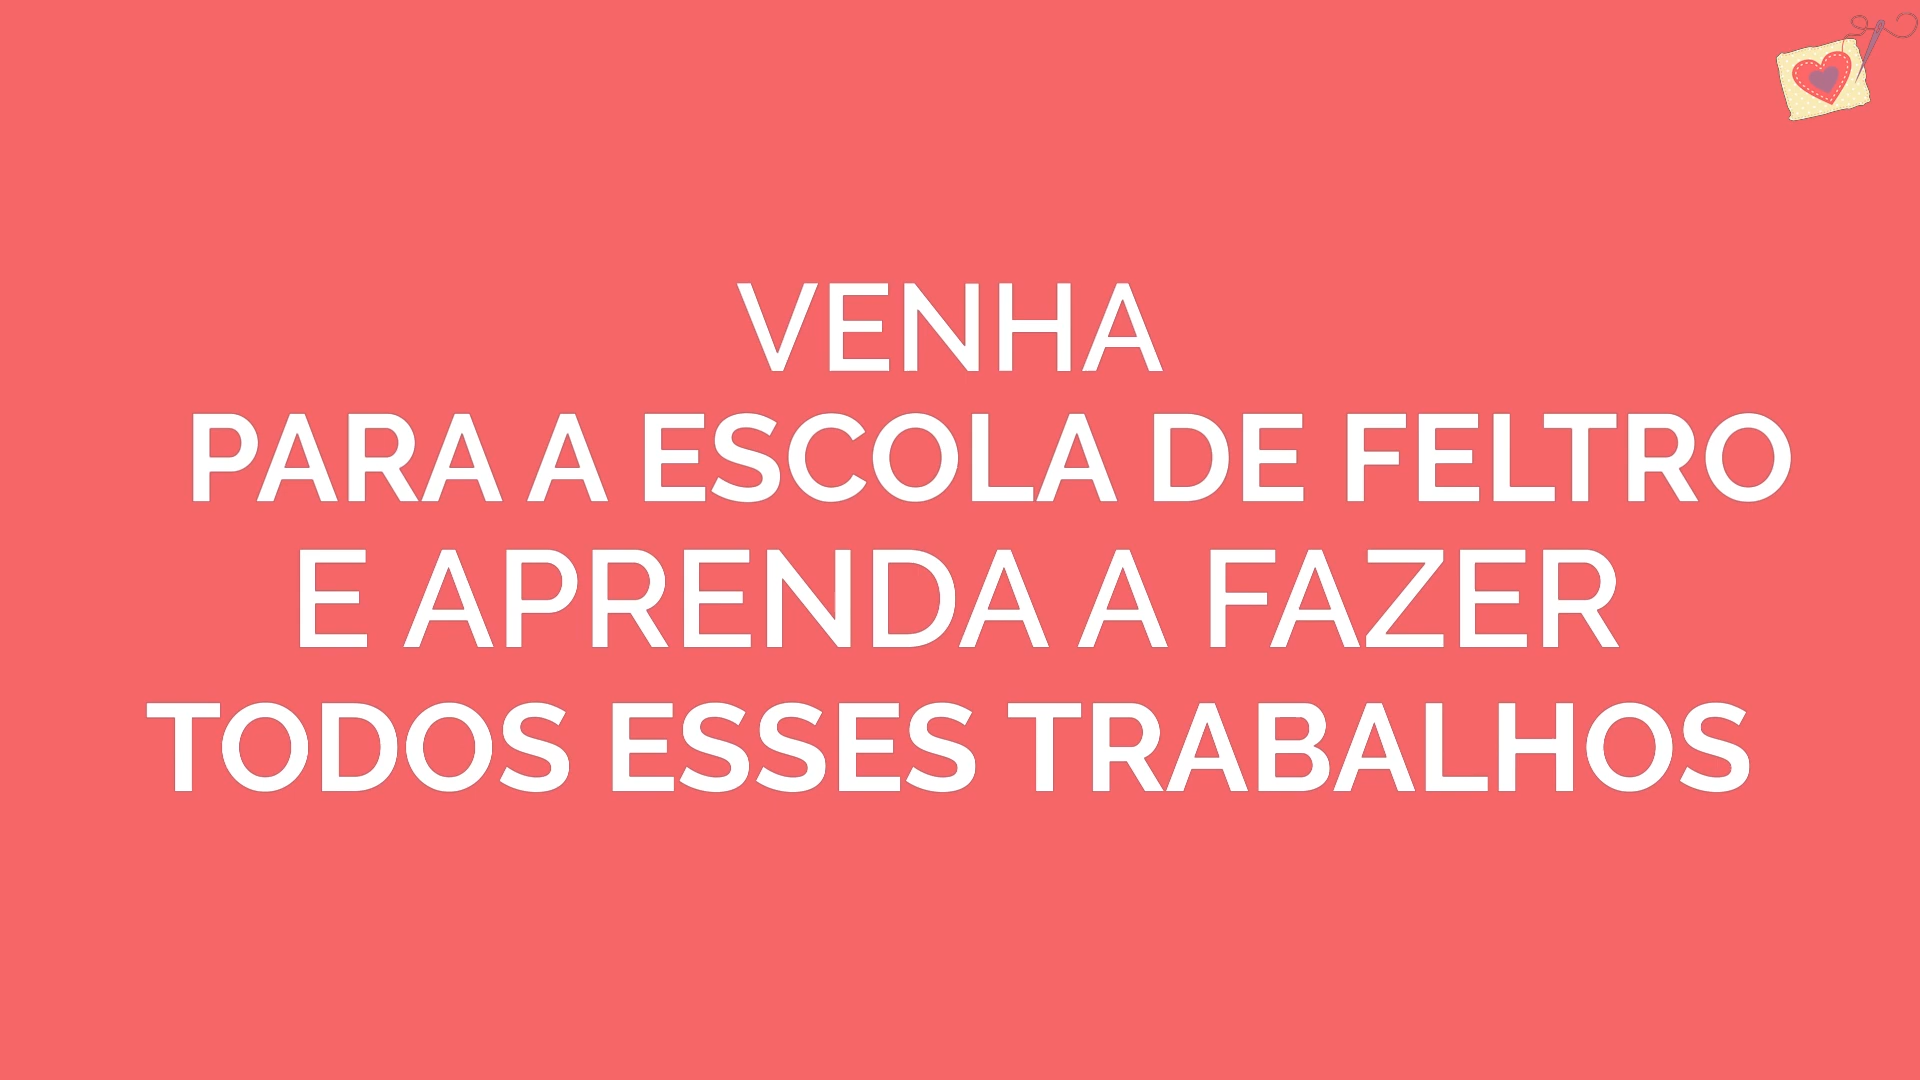 VENHA
PARA A ESCOLA DE FELTRO
E APRENDA A FAZER
TODOS ESSES TRABALHOS